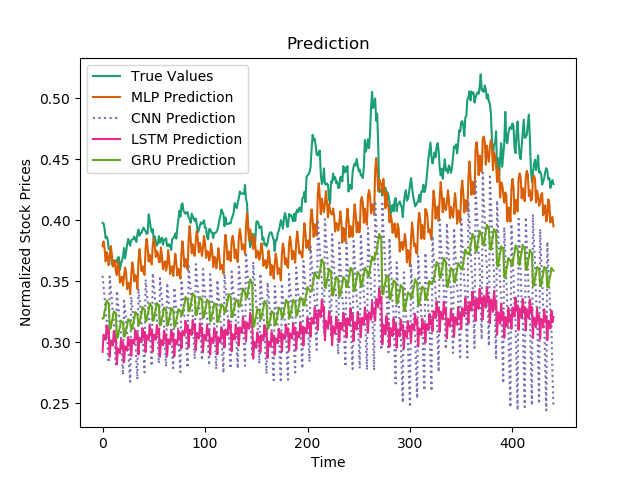 Prediction
True Values
MLP Prediction
CNN Prediction
LSTM Prediction
GRU Prediction
Normalized Stock Prices
0.50
0.45
0.40
0.35
0.30
0.25
0 100 200 300 400
Time